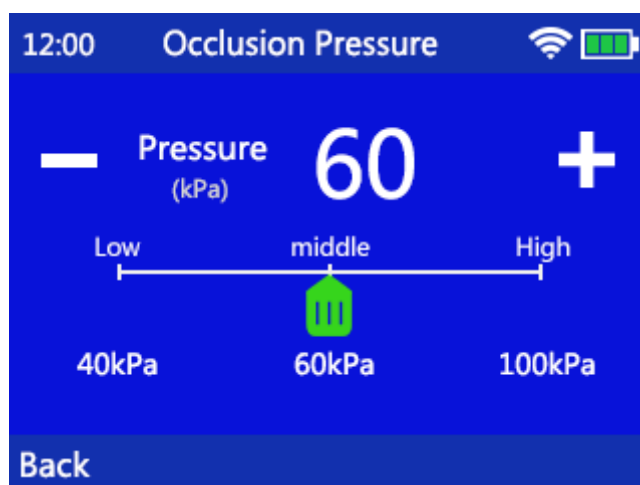 12:00 Occlusion Pressure
Pressure 60
(kPa)
Low middle High
40kPa 60kPa 100kPa
Back